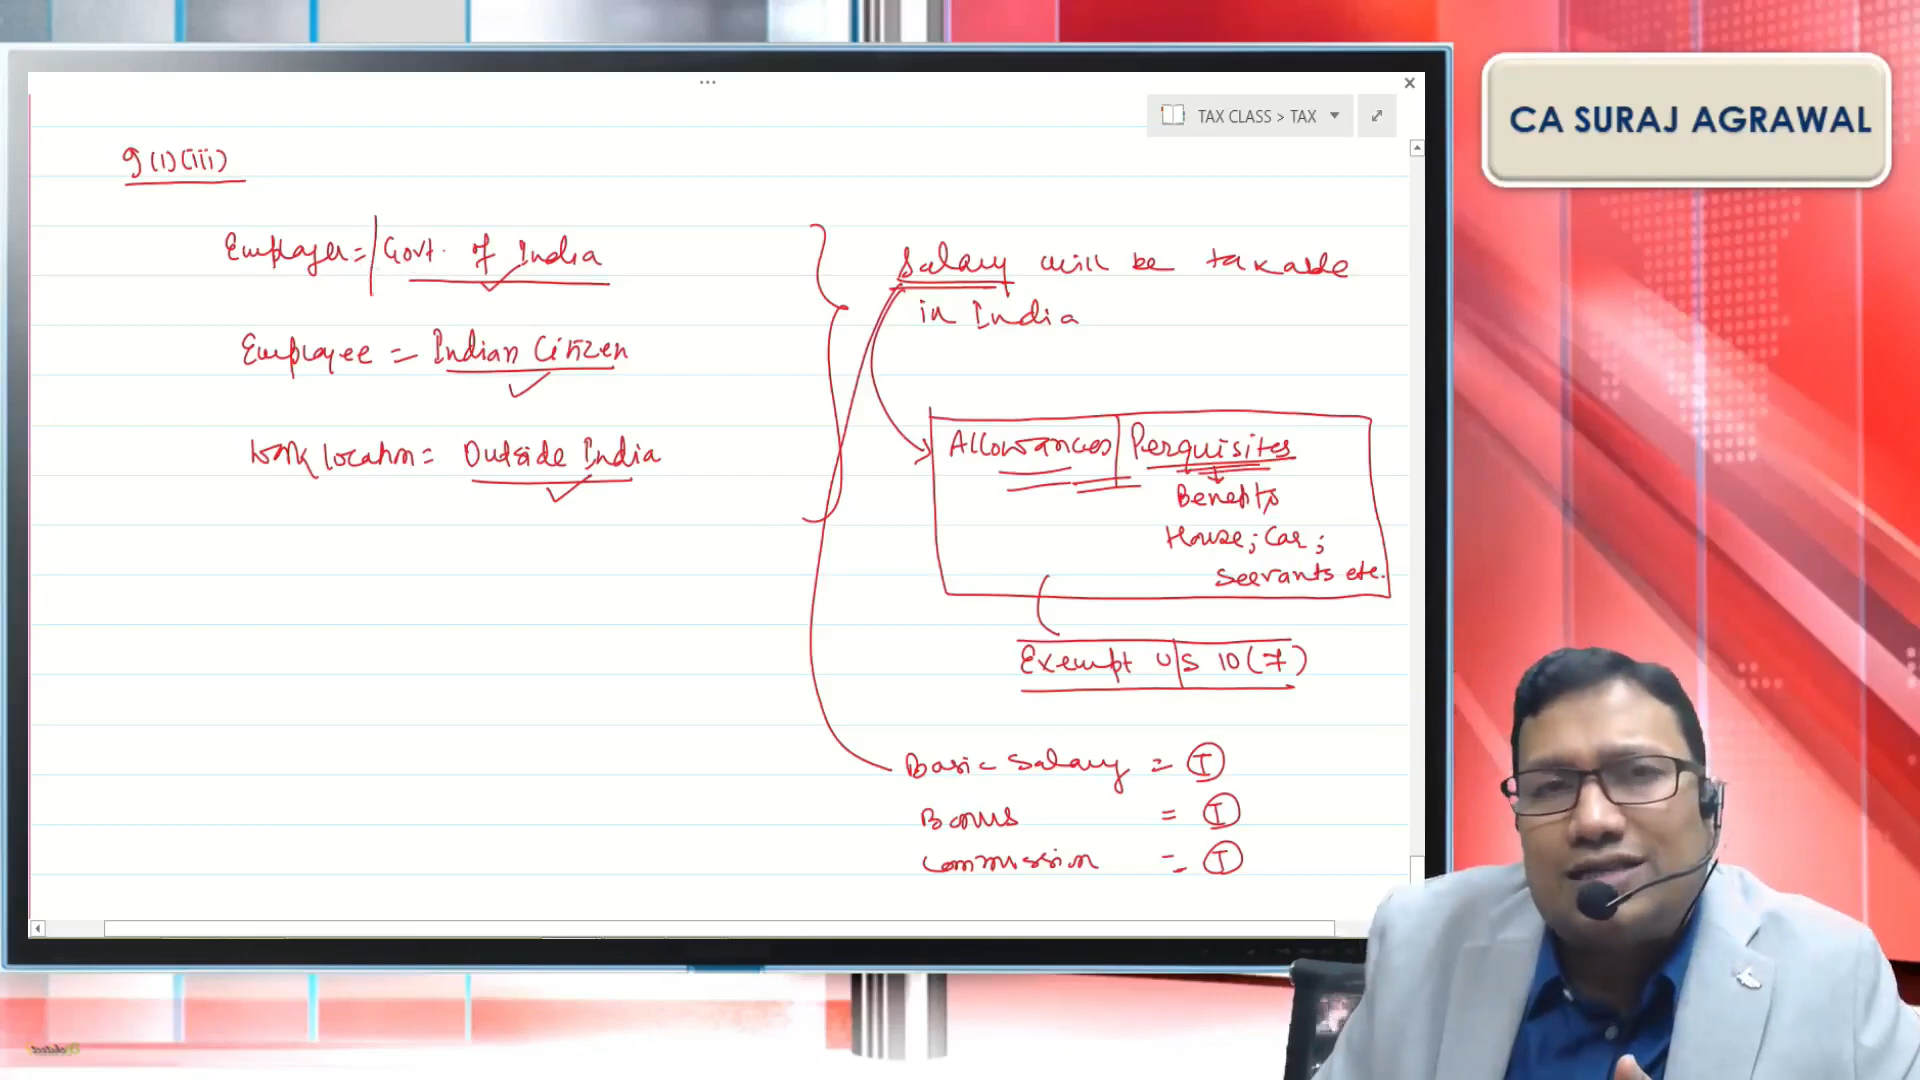 TAX CLASS > TAX
CA SURAJ AGRAWAL
9(1)(iii)
Employer = Govt. of India
Employee = Indian Citizen
Work location = Outside India
Salary will be taxable
in India
Allowances Perquisites
Benefits
House; Car;
Servants etc.
Exempt U/S 10(7)
Basic Salary = I
Bonus = I
Commission = I